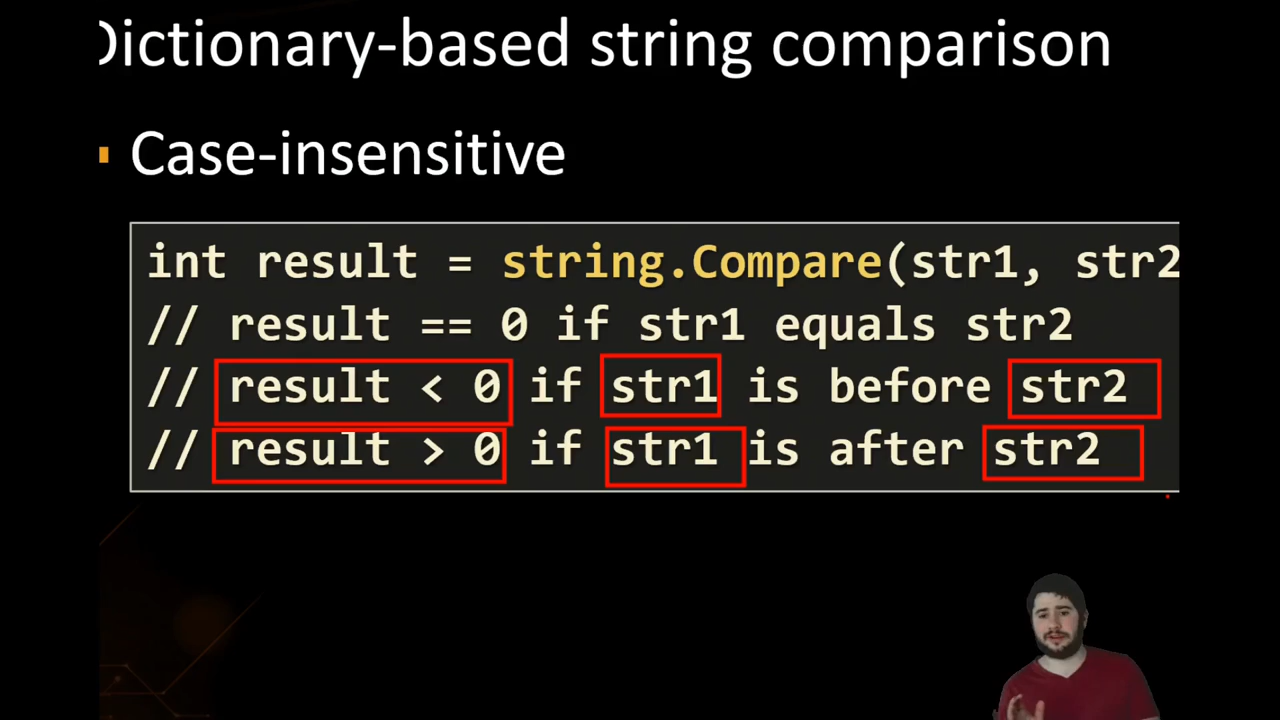 Dictionary-based string comparison
Case-insensitive
int result = string.Compare(str1, str2
// result == 0 if str1 equals str2
// result < 0 if str1 is before str2
// result > 0 if str1 is after str2